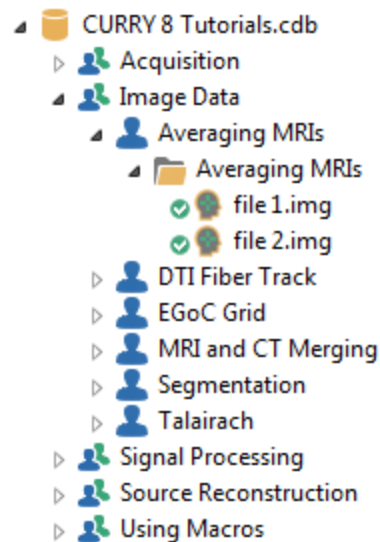 CURRY 8 Tutorials.cdb
Acquisition
Image Data
Averaging MRIs
Averaging MRIs
file 1.img
file 2.img
DTI Fiber Track
EGoC Grid
MRI and CT Merging
Segmentation
Talairach
Signal Processing
Source Reconstruction
Using Macros